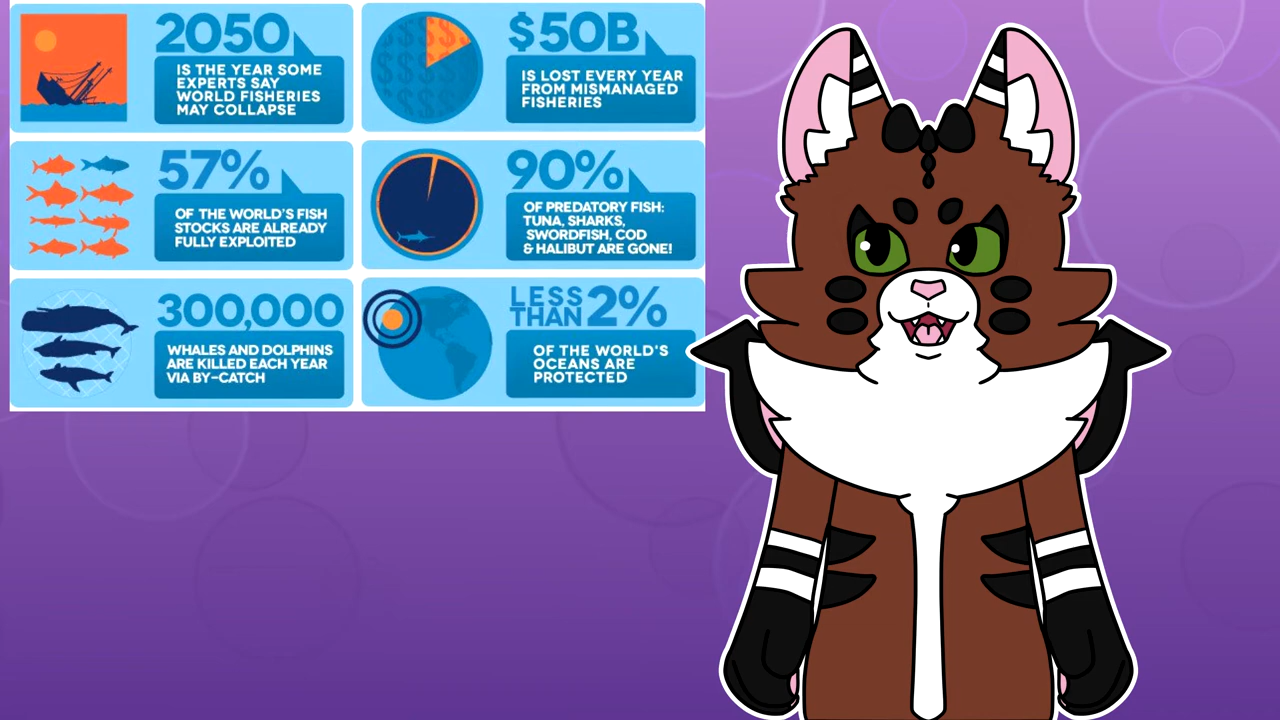 2050
IS THE YEAR SOME
EXPERTS SAY
WORLD FISHERIES
MAY COLLAPSE
$50B
IS LOST EVERY YEAR
FROM MISMANAGED
FISHERIES
57%
OF THE WORLD'S FISH
STOCKS ARE ALREADY
FULLY EXPLOITED
90%
OF PREDATORY FISH:
TUNA, SHARKS,
SWORDFISH, COD
& HALIBUT ARE GONE!
300,000
WHALES AND DOLPHINS
ARE KILLED EACH YEAR
VIA BY-CATCH
LESS
THAN 2%
OF THE WORLD'S
OCEANS ARE
PROTECTED